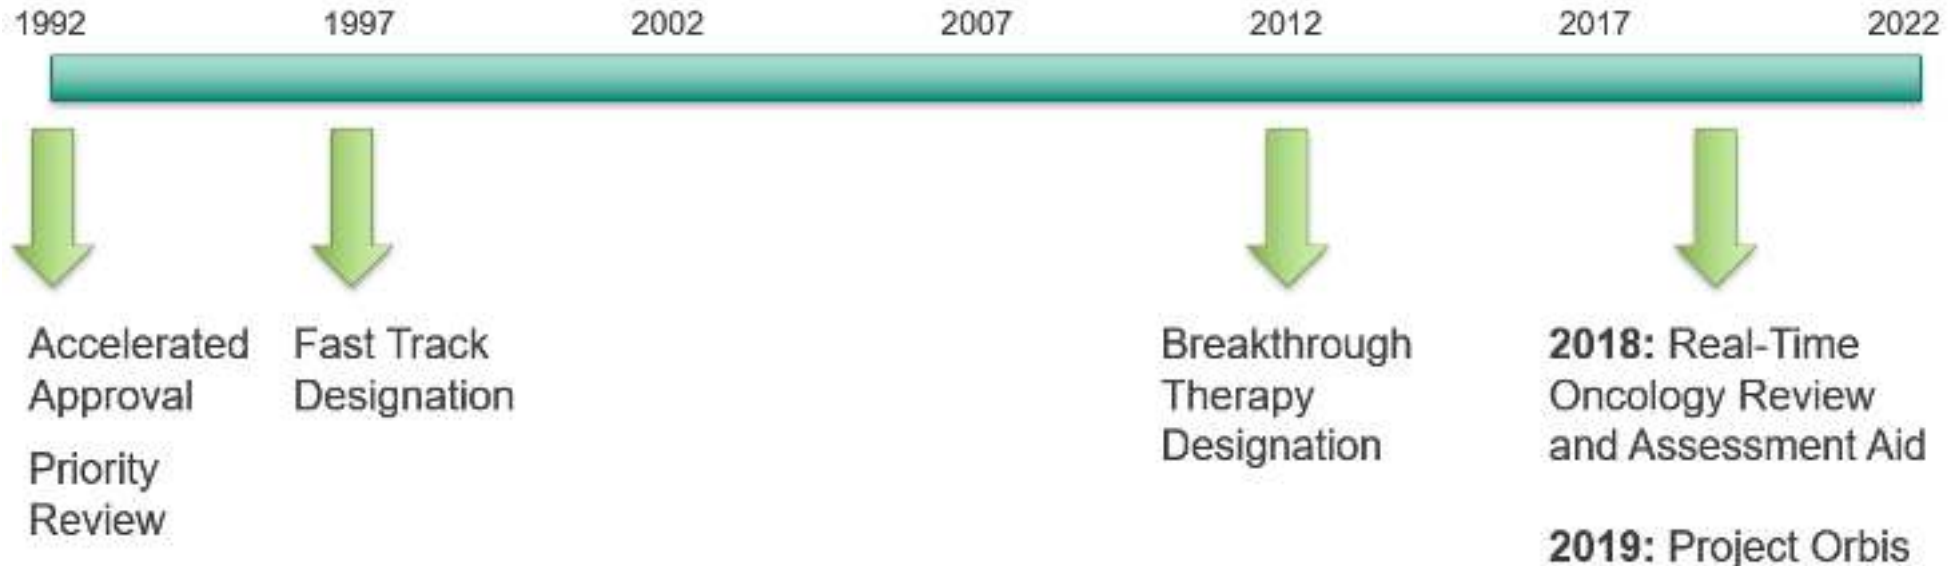 1992
1997
2002
2007
2012
2017
2022
Accelerated
Approval
Priority
Review
Fast Track
Designation
Breakthrough
Therapy
Designation
2018: Real-Time
Oncology Review
and Assessment Aid
2019: Project Orbis